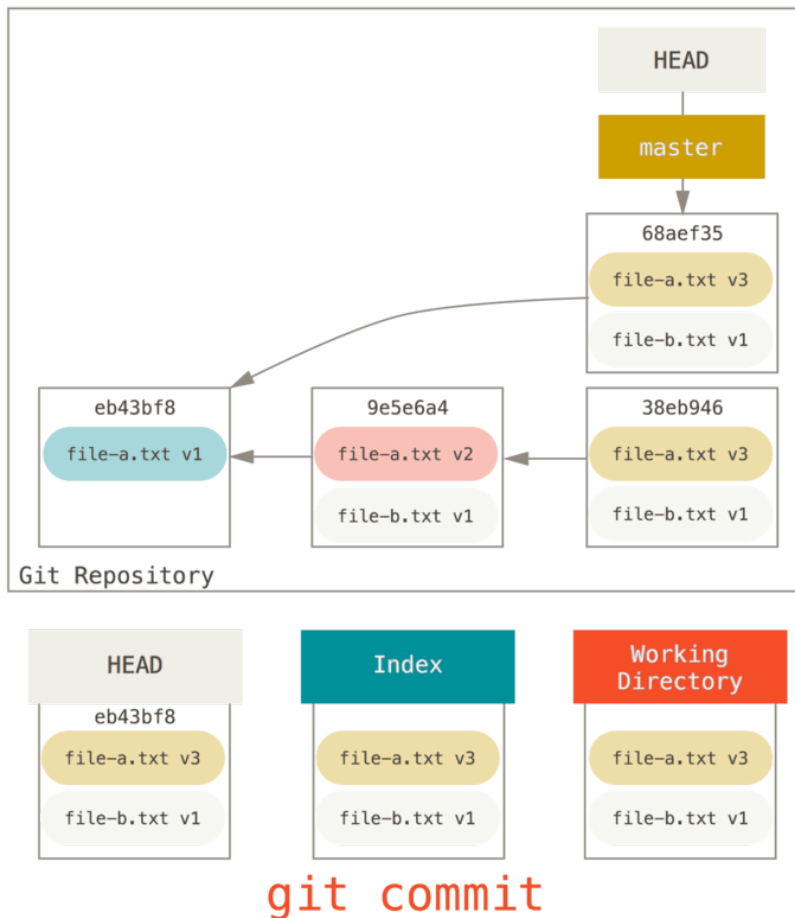 HEAD
master
68aef35
file-a.txt v3
file-b.txt v1
eb43bf8
file-a.txt v1
9e5e6a4
file-a.txt v2
file-b.txt v1
38eb946
file-a.txt v3
file-b.txt v1
Git Repository
HEAD
eb43bf8
file-a.txt v3
file-b.txt v1
Index
file-a.txt v3
file-b.txt v1
Working
Directory
file-a.txt v3
file-b.txt v1
git commit